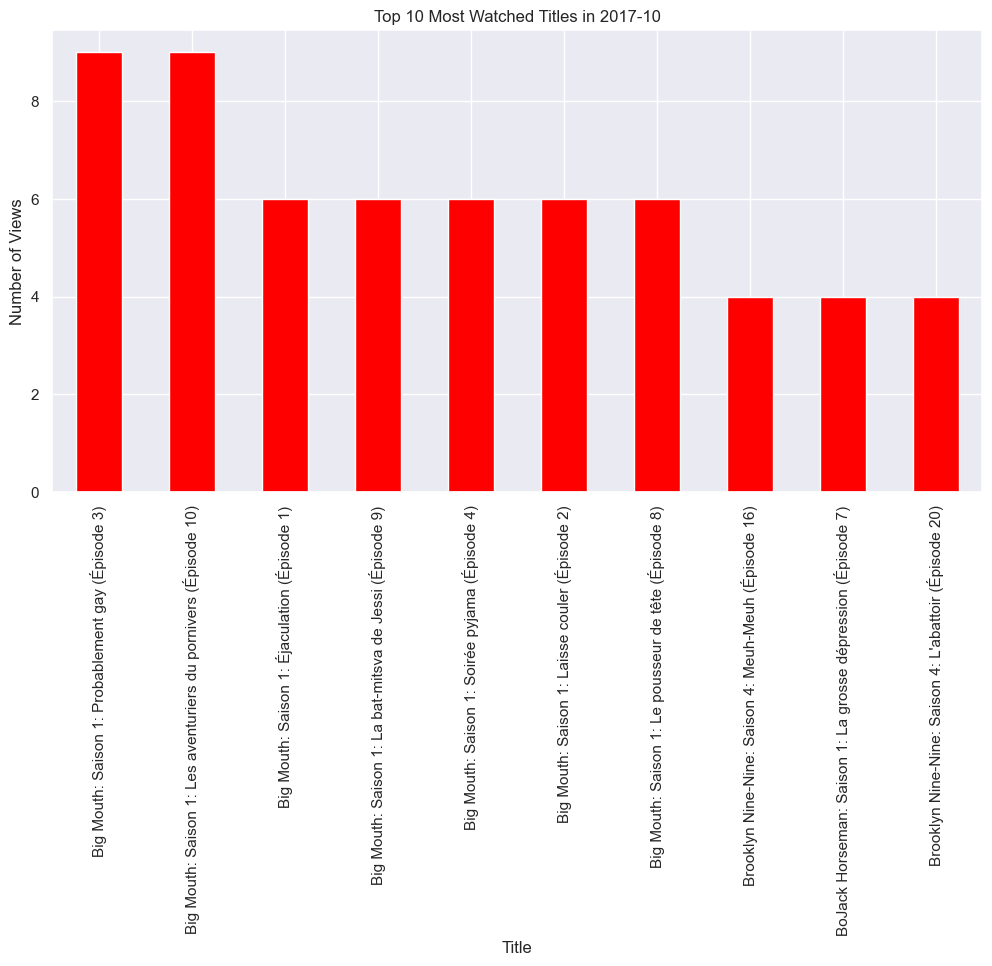 Top 10 Most Watched Titles in 2017-10
Number of Views
8
6
4
2
0
Big Mouth: Saison 1: Probablement gay (Épisode 3)
Big Mouth: Saison 1: Les aventuriers du pornivers (Épisode 10)
Big Mouth: Saison 1: Éjaculation (Épisode 1)
Big Mouth: Saison 1: La bat-mitsva de Jessi (Épisode 9)
Big Mouth: Saison 1: Soirée pyjama (Épisode 4)
Big Mouth: Saison 1: Laisse couler (Épisode 2)
Big Mouth: Saison 1: Le pousseur de tête (Épisode 8)
Brooklyn Nine-Nine: Saison 4: Meuh-Meuh (Épisode 16)
BoJack Horseman: Saison 1: La grosse dépression (Épisode 7)
Brooklyn Nine-Nine: Saison 4: L'abattoir (Épisode 20)
Title